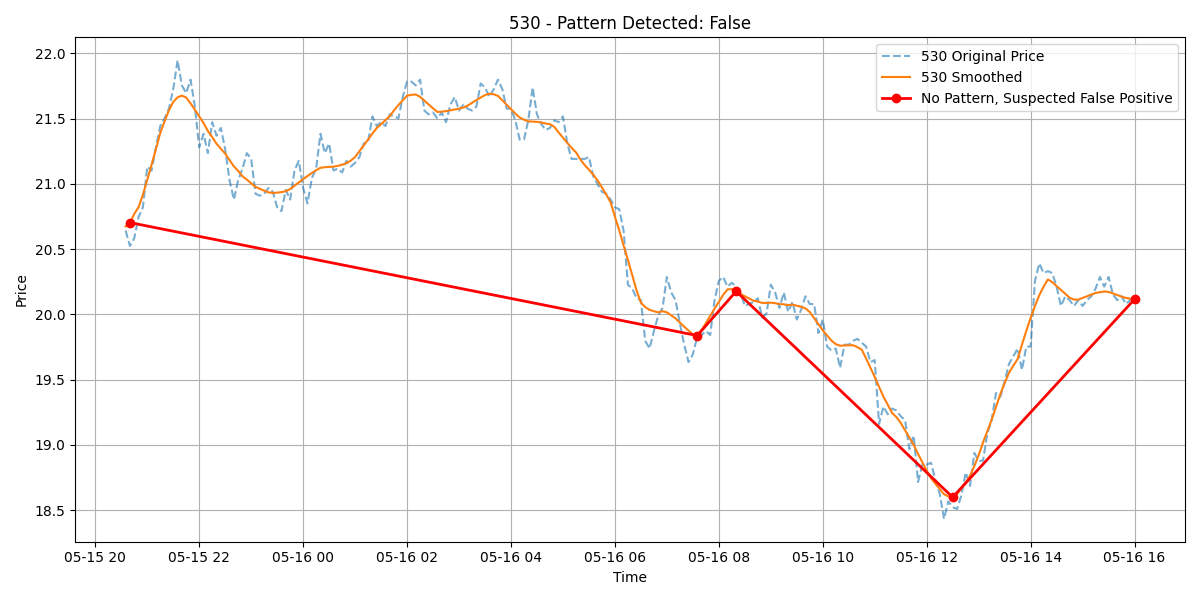 530 - Pattern Detected: False
530 Original Price
530 Smoothed
No Pattern, Suspected False Positive
Price
22.0
21.5
21.0
20.5
20.0
19.5
19.0
18.5
05-15 20 05-15 22 05-16 00 05-16 02 05-16 04 05-16 06 05-16 08 05-16 10 05-16 12 05-16 14 05-16 16
Time